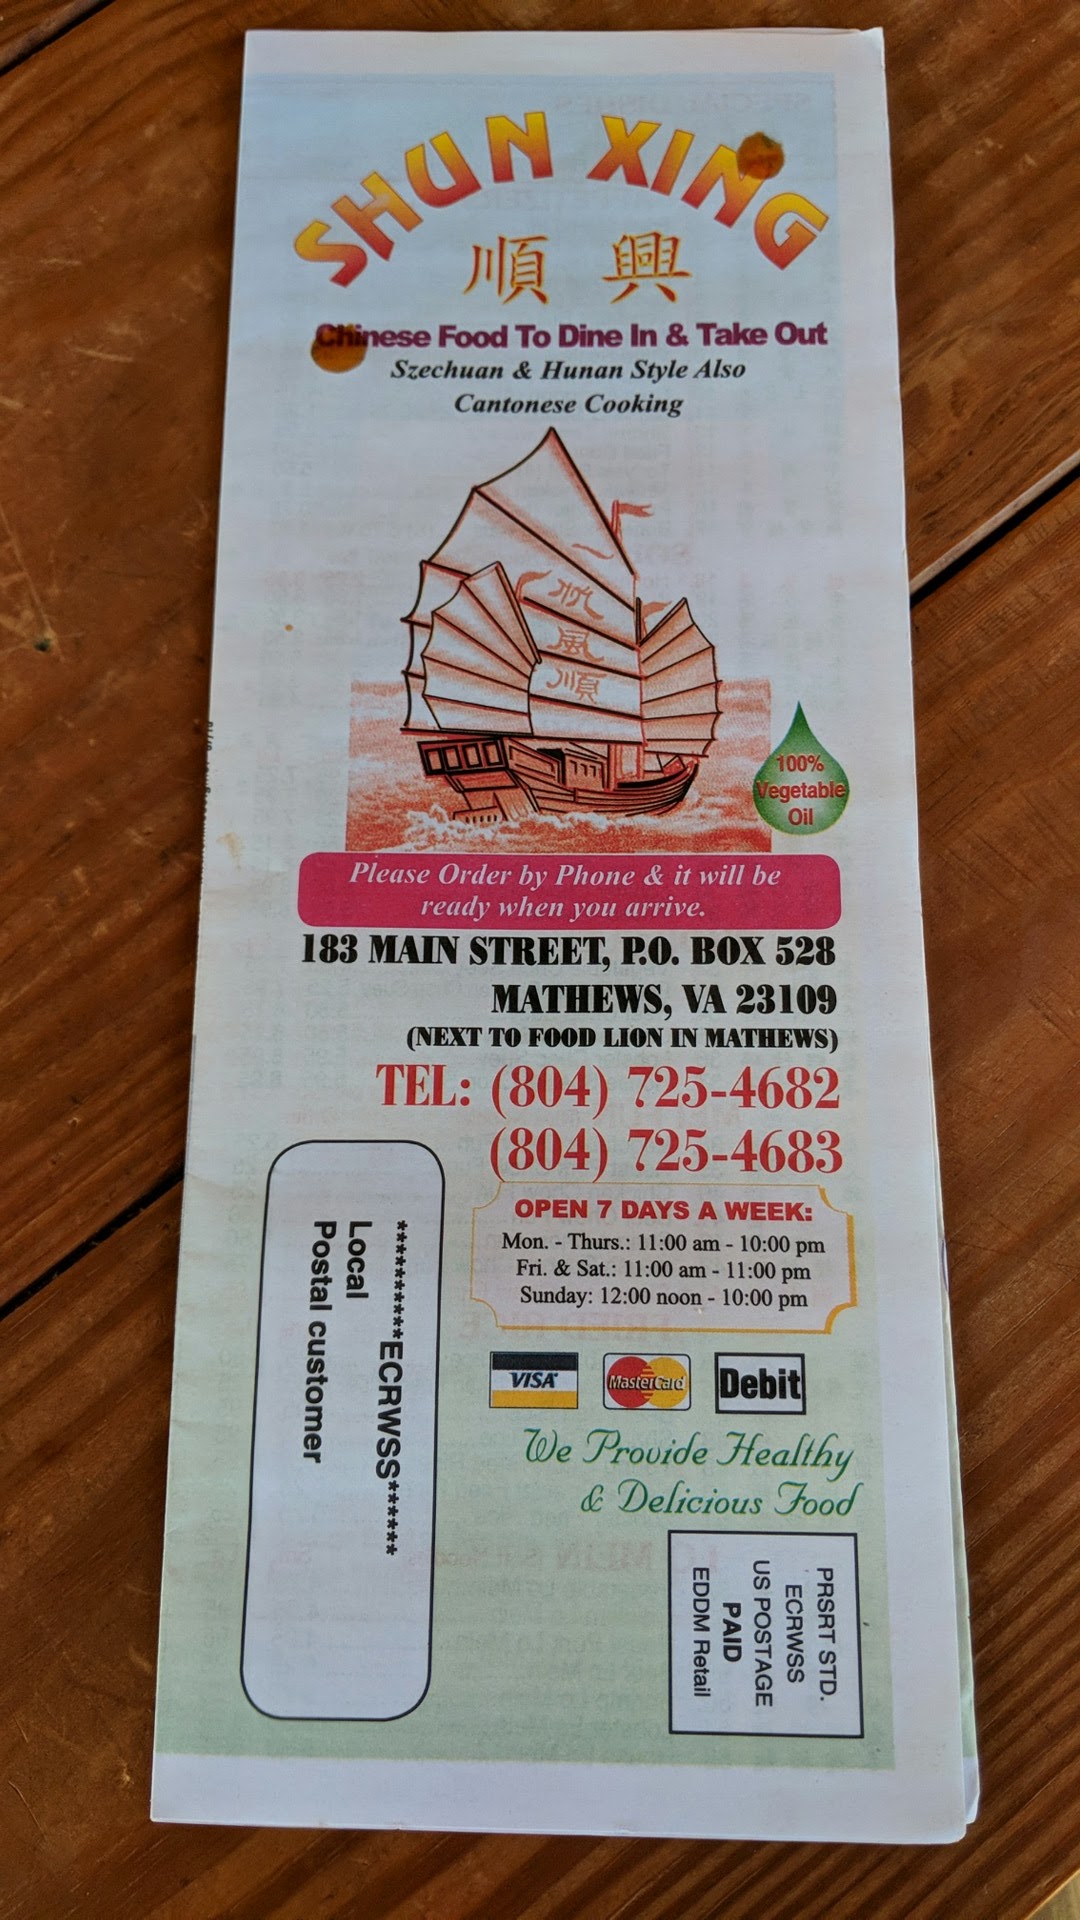 SHUN XING
順 興
Chinese Food To Dine In & Take Out
Szechuan & Hunan Style Also
Cantonese Cooking
一
帆
風
順
100%
Vegetable
Oil
Please Order by Phone & it will be
ready when you arrive.
183 MAIN STREET, P.O. BOX 528
MATHEWS, VA 23109
(NEXT TO FOOD LION IN MATHEWS)
TEL: (804) 725-4682
(804) 725-4683
OPEN 7 DAYS A WEEK:
Mon. - Thurs.: 11:00 am - 10:00 pm
Fri. & Sat.: 11:00 am - 11:00 pm
Sunday: 12:00 noon - 10:00 pm
VISA MasterCard Debit
We Provide Healthy
& Delicious Food
**********ECRWSS******
Local
Postal customer
PRSRT STD.
ECRWSS
US POSTAGE
PAID
EDDM Retail